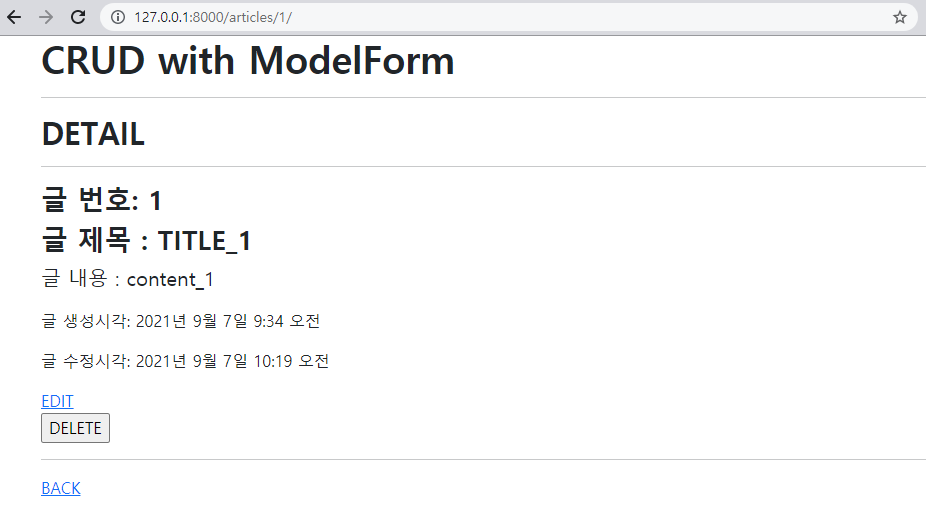 127.0.0.1:8000/articles/1/
CRUD with ModelForm
DETAIL
글 번호: 1
글 제목 : TITLE_1
글 내용 : content_1
글 생성시각: 2021년 9월 7일 9:34 오전
글 수정시각: 2021년 9월 7일 10:19 오전
EDIT
DELETE
BACK